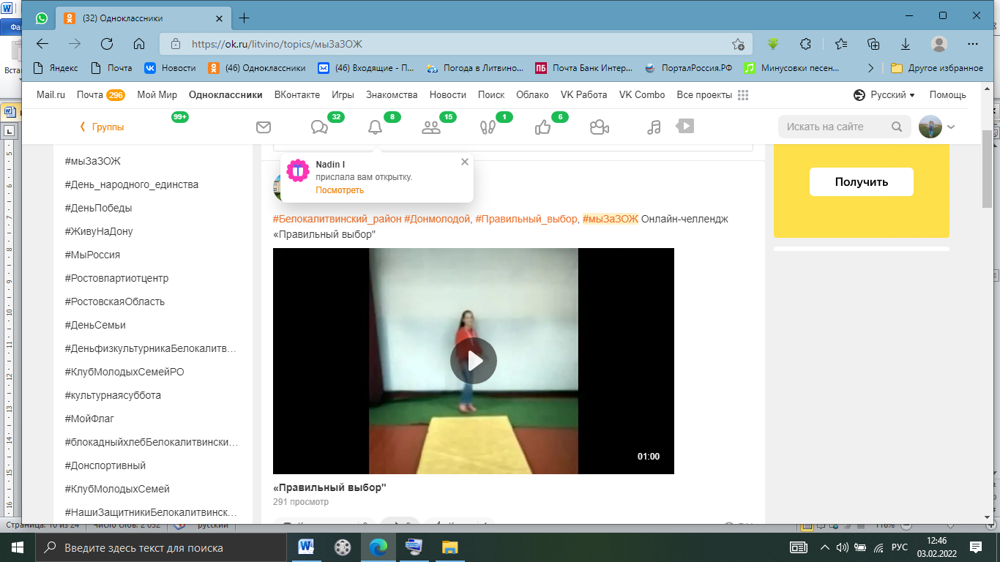 (32) Одноклассники
https://ok.ru/litvino/topics/мыЗаЗОЖ
Яндекс Почта Новости (46) Одноклассники (46) Входящие - П... Погода в Литвино... Почта Банк Интер... ПорталРоссия.РФ Минусовки песен... Другое избранное
Mail.ru Почта 296 Мой Мир Одноклассники ВКонтакте Игры Знакомства Новости Поиск Облако VK Работа VK Combo Все проекты Русский Помощь
Группы 99+ 32 8 15 1 6 Искать на сайте
#мыЗаЗОЖ
#День_народного_единства
#ДеньПобеды
#ЖивуНаДону
#МыРоссия
#Ростовпартиотцентр
#РостовскаяОбласть
#ДеньСемьи
#ДеньфизкультурникаБелокалитв...
#КлубМолодыхСемейРО
#культурнаясуббота
#МойФлаг
#блокадныйхлебБелокалитвински...
#Донспортивный
#КлубМолодыхСемей
#НашиЗащитникиБелокалитвинск...
Nadin I
прислала вам открытку.
Посмотреть
#Белокалитвинский_район #Донмолодой, #Правильный_выбор, #мыЗаЗОЖ Онлайн-челлендж
«Правильный выбор"
01:00
«Правильный выбор"
291 просмотр
Получить
Страница: 10 из 24 Число слов: 2 032 русский 116%
Введите здесь текст для поиска
РУС
12:46
03.02.2022